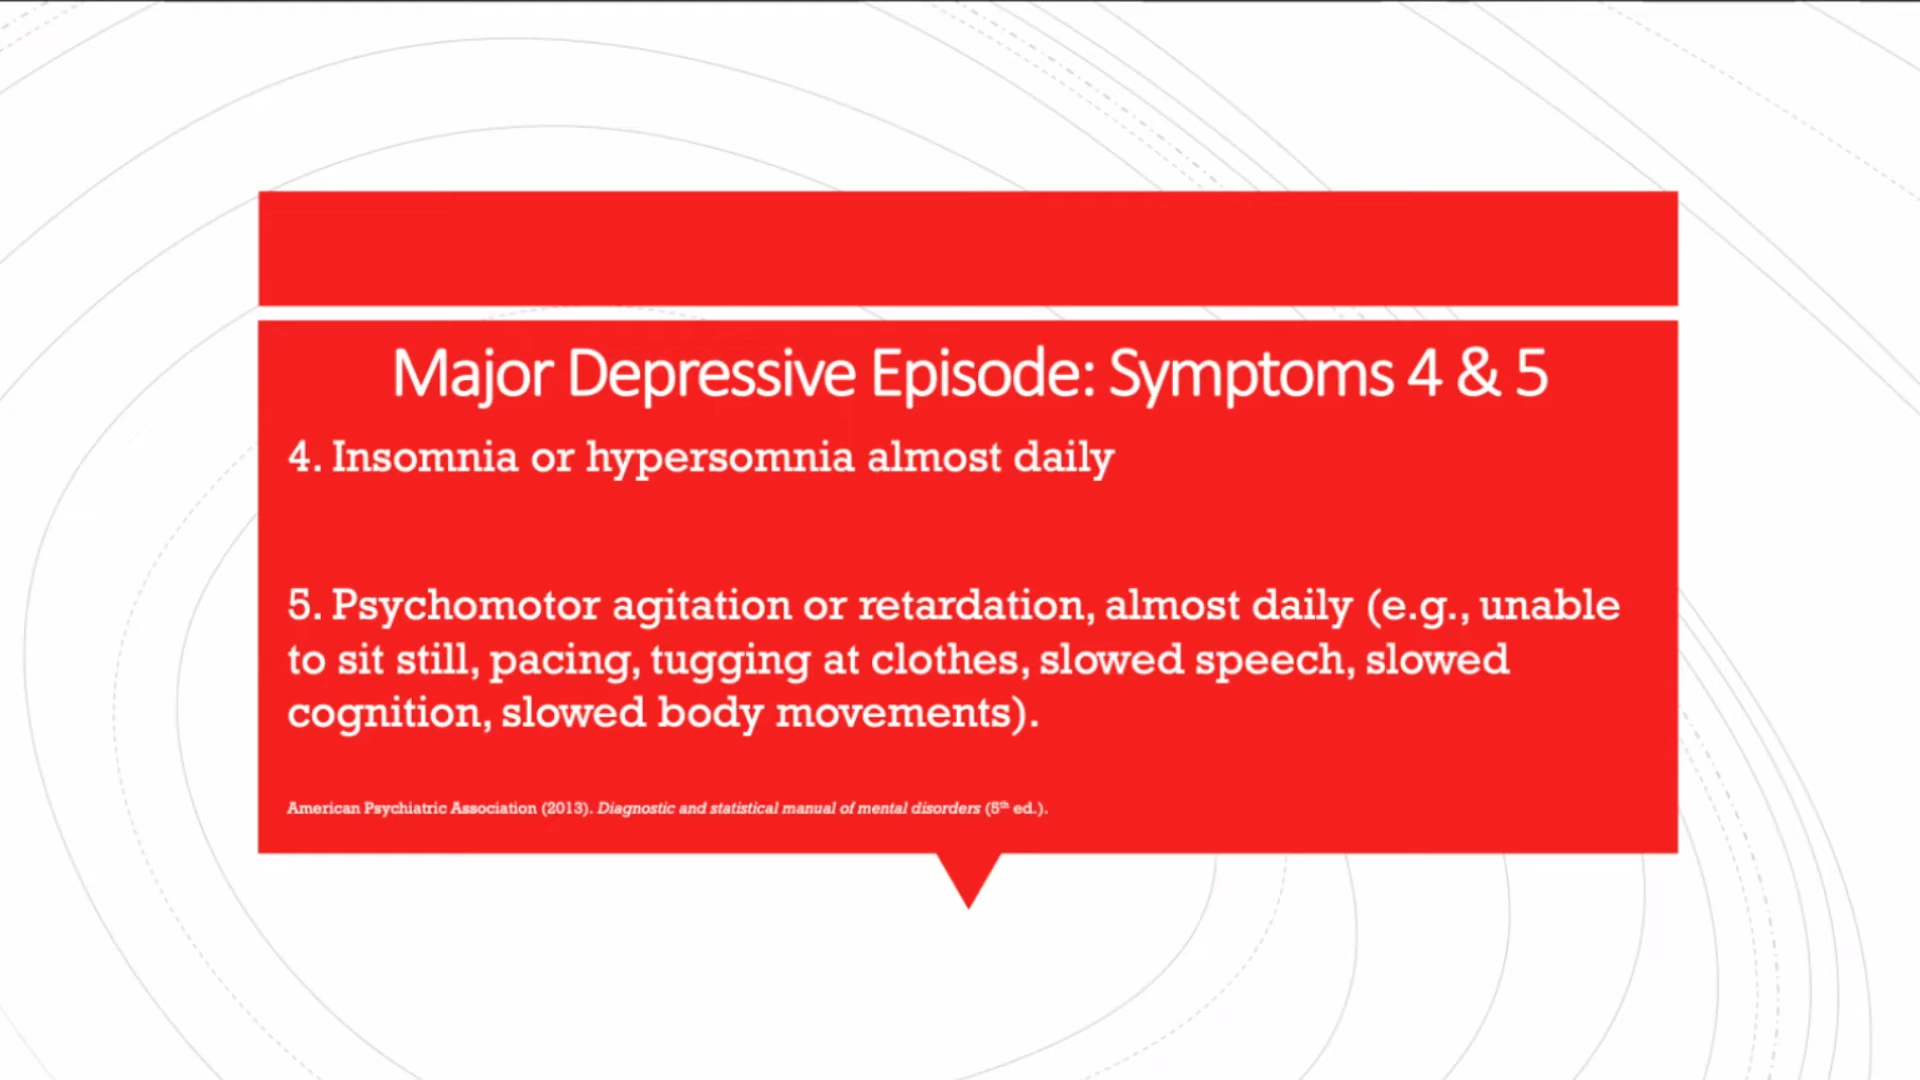 Major Depressive Episode: Symptoms 4 & 5
4. Insomnia or hypersomnia almost daily
5. Psychomotor agitation or retardation, almost daily (e.g., unable
to sit still, pacing, tugging at clothes, slowed speech, slowed
cognition, slowed body movements).
American Psychiatric Association (2013). Diagnostic and statistical manual of mental disorders (5th ed.).